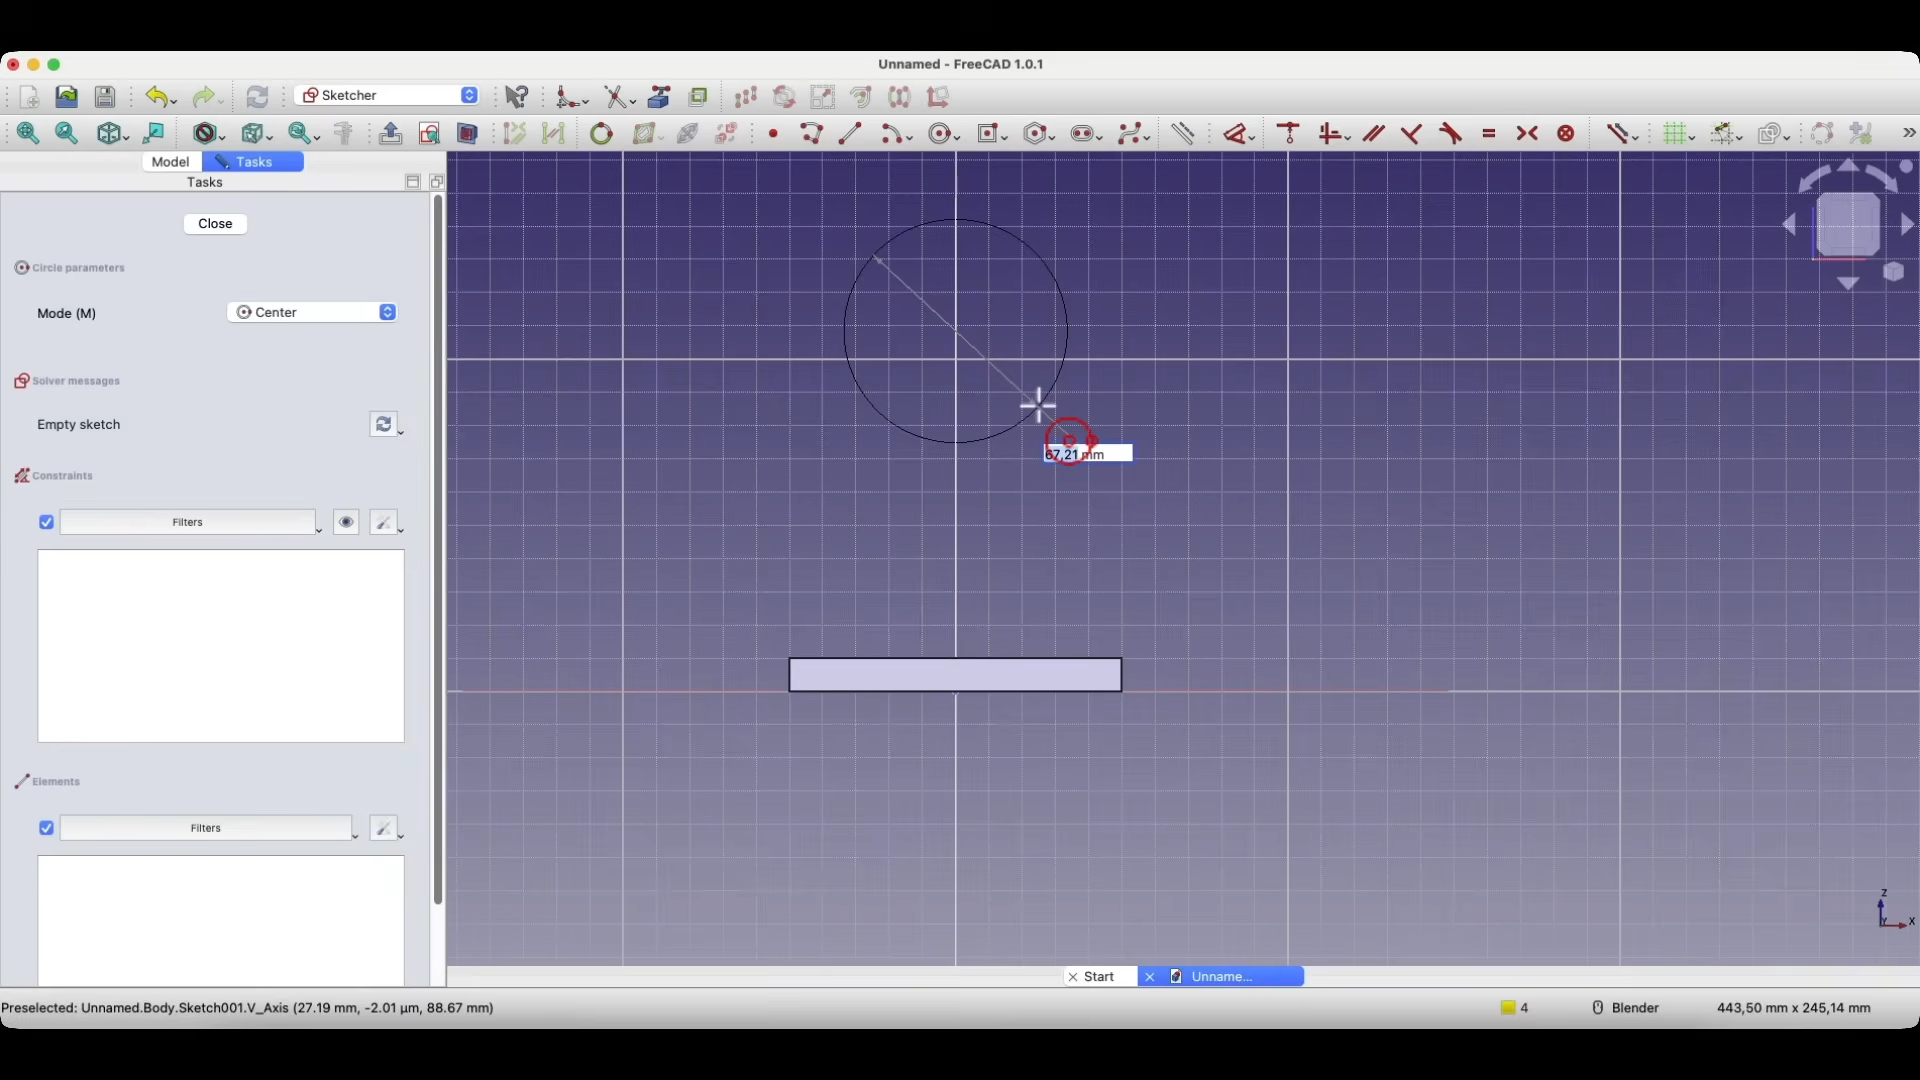 Unnamed - FreeCAD 1.0.1
Sketcher
Model
Tasks
Tasks
Close
Circle parameters
Mode (M)
Center
Solver messages
Empty sketch
Constraints
Filters
Elements
Filters
67,21 mm
Z
Y
X
Start
Unname...
Preselected: Unnamed.Body.Sketch001.V_Axis (27.19 mm, -2.01 µm, 88.67 mm)
4
Blender
443,50 mm x 245,14 mm